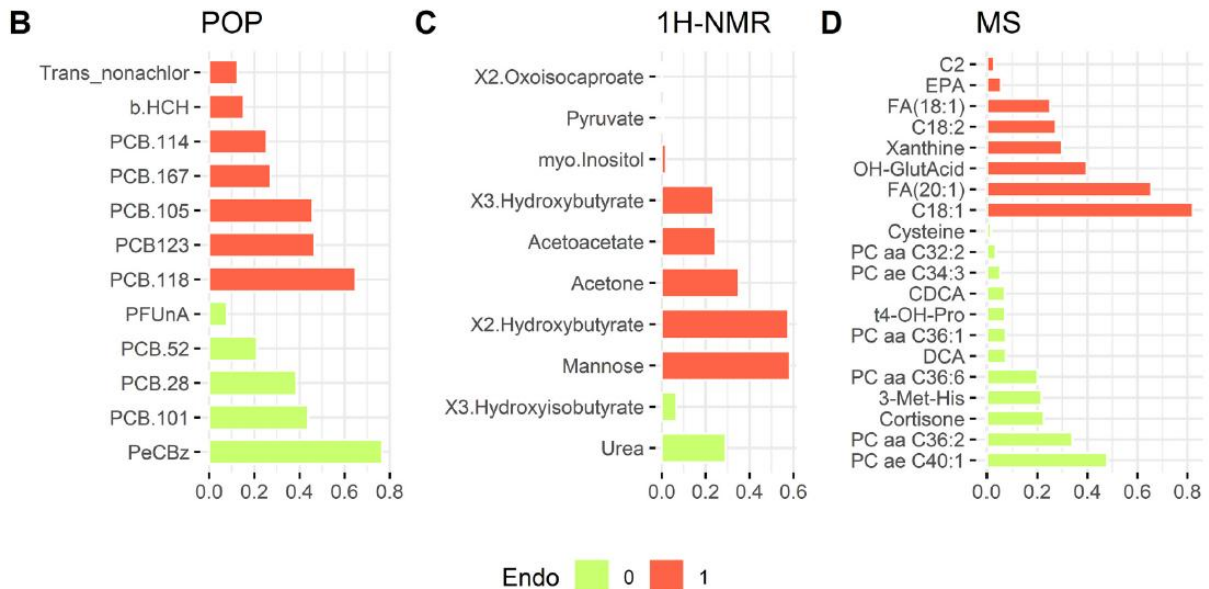 B POP
Trans_nonachlor
b.HCH
PCB.114
PCB.167
PCB.105
PCB123
PCB.118
PFUnA
PCB.52
PCB.28
PCB.101
PeCBz
0.0 0.2 0.4 0.6 0.8
C 1H-NMR
X2.Oxoisocaproate
Pyruvate
myo.Inositol
X3.Hydroxybutyrate
Acetoacetate
Acetone
X2.Hydroxybutyrate
Mannose
X3.Hydroxyisobutyrate
Urea
0.0 0.2 0.4 0.6
D MS
C2
EPA
FA(18:1)
C18:2
Xanthine
OH-GlutAcid
FA(20:1)
C18:1
Cysteine
PC aa C32:2
PC ae C34:3
CDCA
t4-OH-Pro
PC aa C36:1
DCA
PC aa C36:6
3-Met-His
Cortisone
PC aa C36:2
PC ae C40:1
0.0 0.2 0.4 0.6 0.8
Endo 0 1